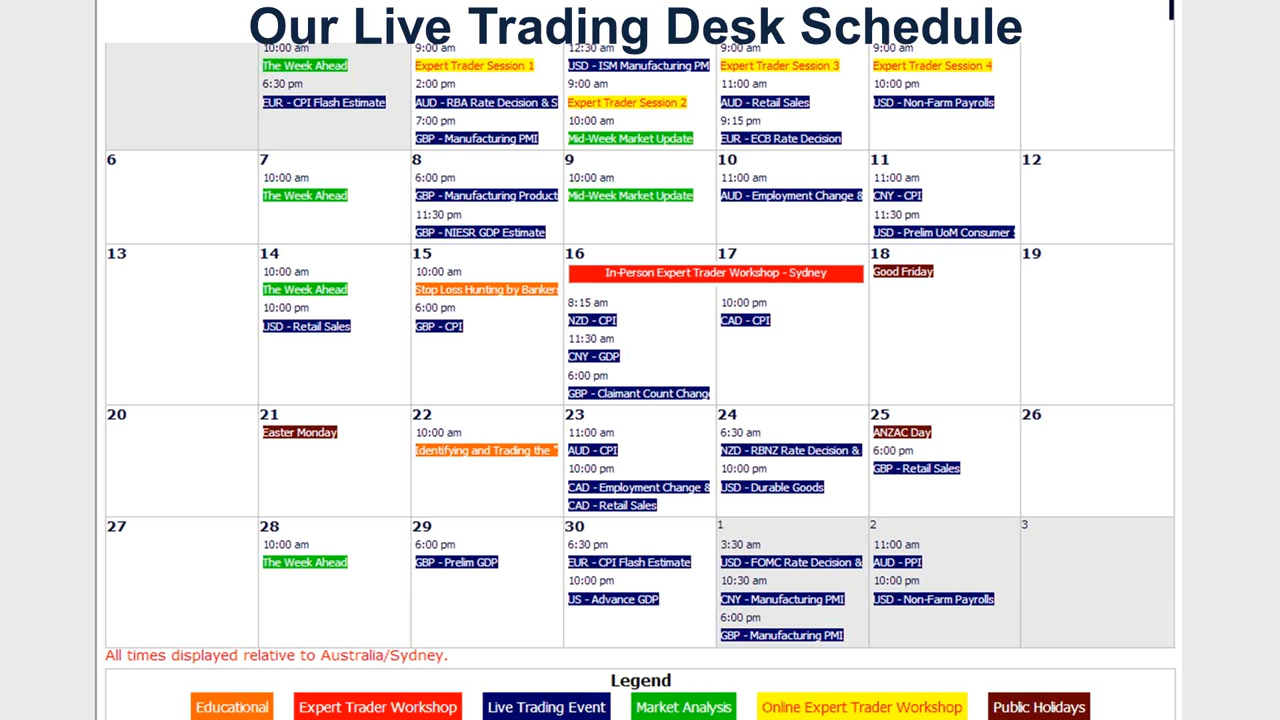 Our Live Trading Desk Schedule
10:00 am
The Week Ahead
6:30 pm
EUR - CPI Flash Estimate
9:00 am
Expert Trader Session 1
2:00 pm
AUD - RBA Rate Decision & S
7:00 pm
GBP - Manufacturing PMI
12:30 am
USD - ISM Manufacturing PM
9:00 am
Expert Trader Session 2
10:00 am
Mid-Week Market Update
9:00 am
Expert Trader Session 3
11:00 am
AUD - Retail Sales
9:15 pm
EUR - ECB Rate Decision
9:00 am
Expert Trader Session 4
10:00 pm
USD - Non-Farm Payrolls
6
7
10:00 am
The Week Ahead
8
6:00 pm
GBP - Manufacturing Product
11:30 pm
GBP - NIESR GDP Estimate
9
10:00 am
Mid-Week Market Update
10
11:00 am
AUD - Employment Change &
11
11:00 am
CNY - CPI
11:30 pm
USD - Prelim UoM Consumer S
12
13
14
10:00 am
The Week Ahead
10:00 pm
USD - Retail Sales
15
10:00 am
Stop Loss Hunting by Bankers
6:00 pm
GBP - CPI
16
17
In-Person Expert Trader Workshop - Sydney
8:15 am
NZD - CPI
11:30 am
CNY - GDP
6:00 pm
GBP - Claimant Count Chang
10:00 pm
CAD - CPI
18
Good Friday
19
20
21
Easter Monday
22
10:00 am
Identifying and Trading the "
23
11:00 am
AUD - CPI
10:00 pm
CAD - Employment Change &
CAD - Retail Sales
24
6:30 am
NZD - RBNZ Rate Decision &
10:00 pm
USD - Durable Goods
25
ANZAC Day
6:00 pm
GBP - Retail Sales
26
27
28
10:00 am
The Week Ahead
29
6:00 pm
GBP - Prelim GDP
30
6:30 pm
EUR - CPI Flash Estimate
10:00 pm
US - Advance GDP
1
3:30 am
USD - FOMC Rate Decision &
10:30 am
CNY - Manufacturing PMI
6:00 pm
GBP - Manufacturing PMI
2
11:00 am
AUD - PPI
10:00 pm
USD - Non-Farm Payrolls
3
All times displayed relative to Australia/Sydney.
Legend
Educational
Expert Trader Workshop
Live Trading Event
Market Analysis
Online Expert Trader Workshop
Public Holidays